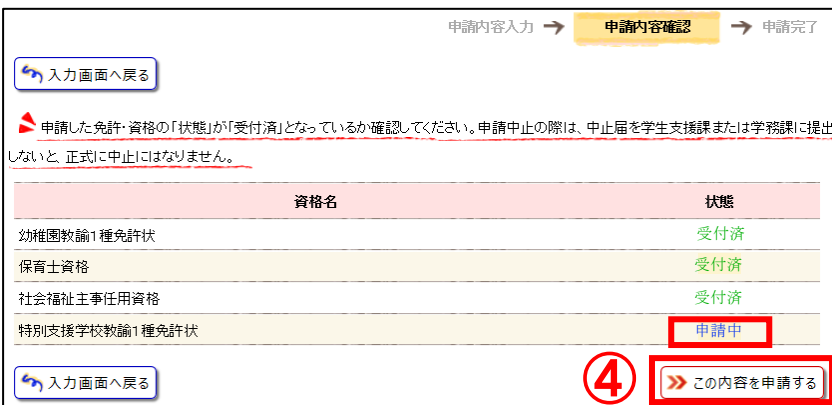 申請内容入力 → 申請内容確認 → 申請完了
入力画面へ戻る
申請した免許・資格の「状態」が「受付済」となっているか確認してください。申請中止の際は、中止届を学生支援課または学務課に提出
しないと、正式に中止にはなりません。
資格名 状態
幼稚園教諭1種免許状 受付済
保育士資格 受付済
社会福祉主事任用資格 受付済
特別支援学校教諭1種免許状 申請中
入力画面へ戻る ④ この内容を申請する